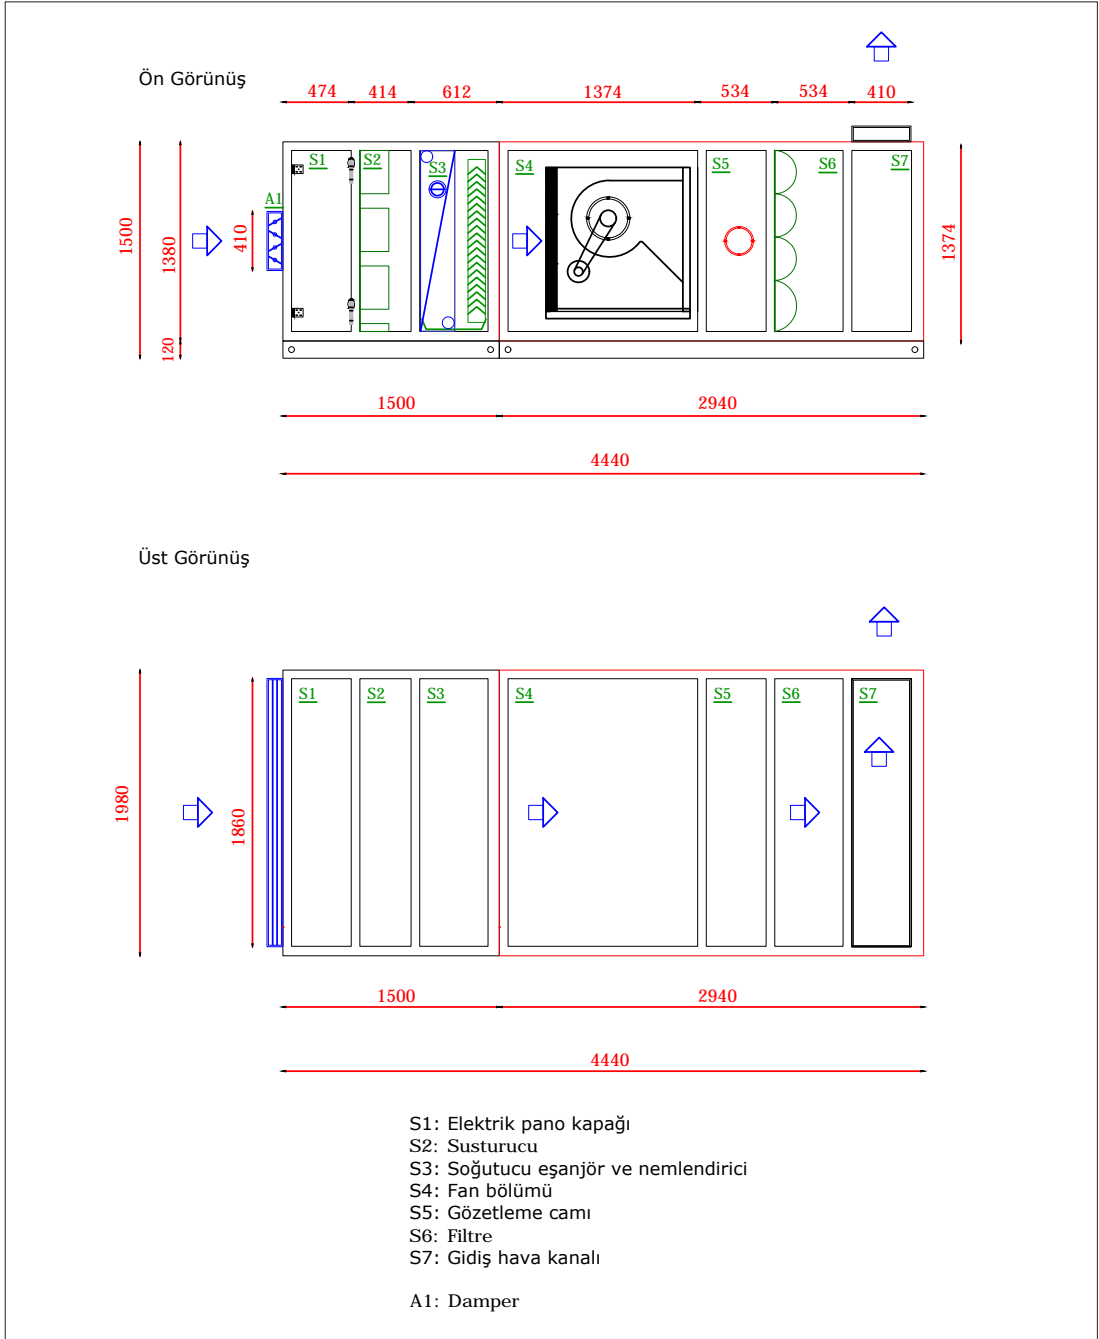 Ön Görünüş
474 414 612 1374 534 534 410
S1 S2 S3 S4 S5 S6 S7
A1
1500 1380 410 1374
120
1500 2940
4440
Üst Görünüş
S1 S2 S3 S4 S5 S6 S7
1980 1860
1500 2940
4440
S1: Elektrik pano kapağı
S2: Susturucu
S3: Soğutucu eşanjör ve nemlendirici
S4: Fan bölümü
S5: Gözetleme camı
S6: Filtre
S7: Gidiş hava kanalı
A1: Damper